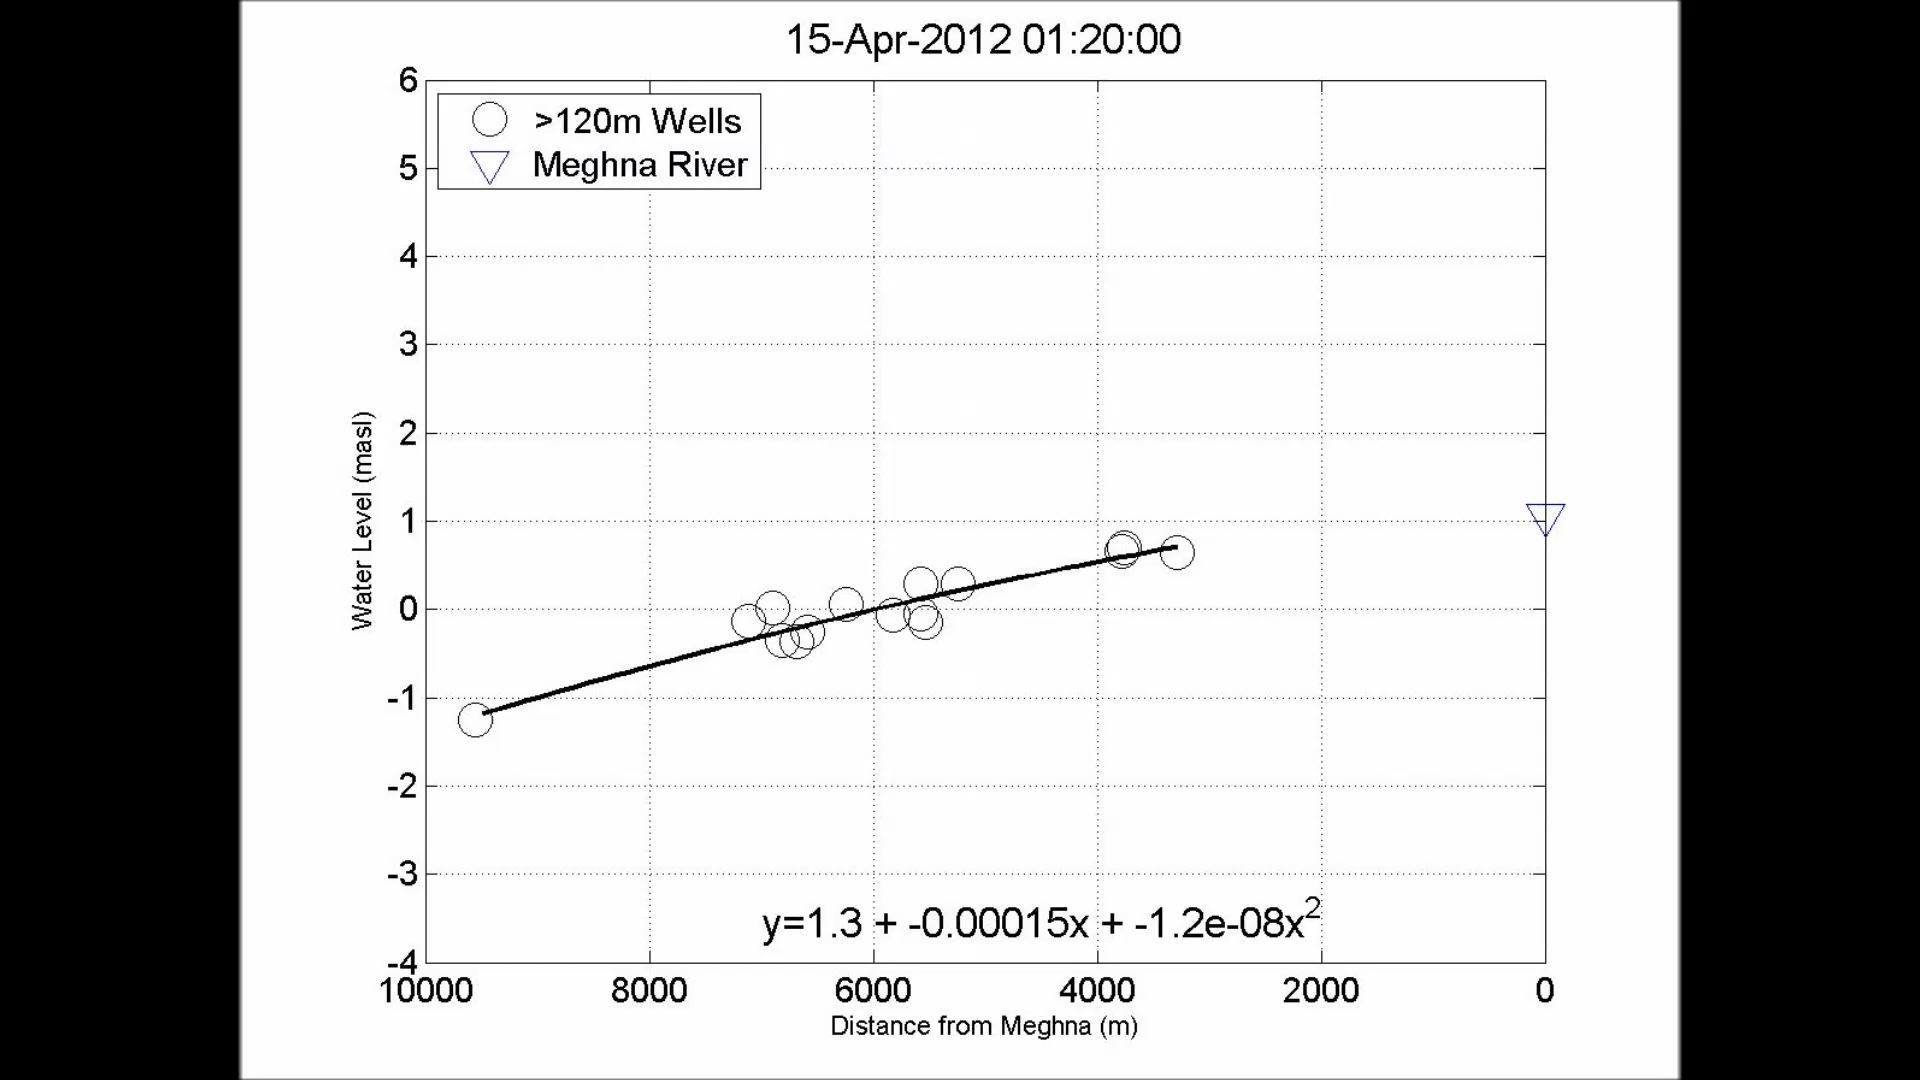 15-Apr-2012 01:20:00
>120m Wells
Meghna River
6
5
4
3
2
1
0
-1
-2
-3
-4
Water Level (masl)
y=1.3 + -0.00015x + -1.2e-08x²
10000 8000 6000 4000 2000 0
Distance from Meghna (m)